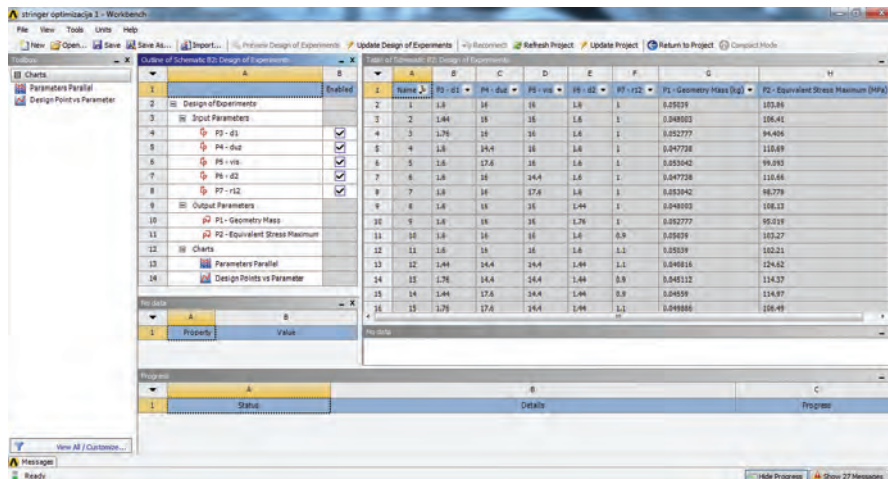 stringer optimizacija 1 - Workbench
File View Tools Units Help
New Open... Save Save As... Import... Preview Design of Experiments Update Design of Experiments Reconnect Refresh Project Update Project Return to Project Compact Mode
Toolbox
Charts
Parameters Parallel
Design Point vs Parameter
View All / Customize...
Outline of Schematic B2: Design of Experiments
A B
1 Enabled
2 Design of Experiments
3 Input Parameters
4 P3 - d1
5 P4 - duz
6 P5 - vis
7 P6 - d2
8 P7 - r12
9 Output Parameters
10 P1 - Geometry Mass
11 P2 - Equivalent Stress Maximum
12 Charts
13 Parameters Parallel
14 Design Points vs Parameter
No data
A B
1 Property Value
Table of Schematic B2: Design of Experiments
A B C D E F G H
1 Name P3 - d1 P4 - duz P5 - vis P6 - d2 P7 - r12 P1 - Geometry Mass (kg) P2 - Equivalent Stress Maximum (MPa)
2 1 1.6 16 16 1.6 1 0.05039 103.86
3 2 1.44 16 16 1.6 1 0.048003 106.41
4 3 1.76 16 16 1.6 1 0.052777 94.406
5 4 1.6 14.4 16 1.6 1 0.047738 110.69
6 5 1.6 17.6 16 1.6 1 0.053042 99.093
7 6 1.6 16 14.4 1.6 1 0.047738 110.66
8 7 1.6 16 17.6 1.6 1 0.053042 98.778
9 8 1.6 16 16 1.44 1 0.048003 108.13
10 9 1.6 16 16 1.76 1 0.052777 95.019
11 10 1.6 16 16 1.6 0.9 0.05039 103.27
12 11 1.6 16 16 1.6 1.1 0.05039 102.21
13 12 1.44 14.4 14.4 1.44 1.1 0.040816 124.62
14 13 1.76 14.4 14.4 1.44 0.9 0.045112 114.37
15 14 1.44 17.6 14.4 1.44 0.9 0.04559 114.97
16 15 1.76 17.6 14.4 1.44 1.1 0.049886 106.49
No data
Progress
A B C
1 Status Details Progress
Messages
Ready
Hide Progress Show 27 Messages